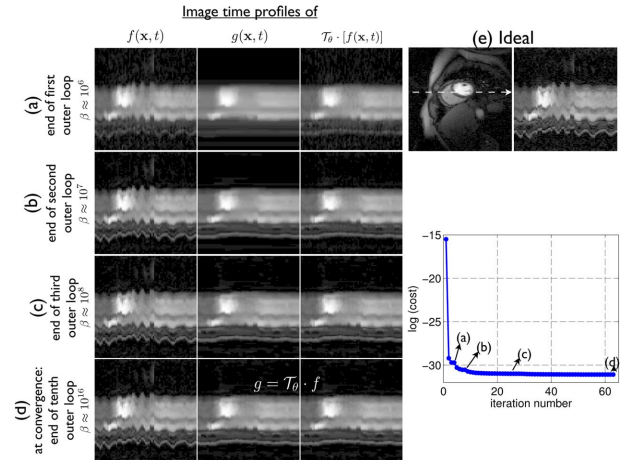 Image time profiles of
f(x, t)
g(x, t)
𝒯θ · [f(x, t)]
(e) Ideal
(a)
end of first
outer loop
β ≈ 10⁶
(b)
end of second
outer loop
β ≈ 10⁷
(c)
end of third
outer loop
β ≈ 10⁸
(d)
at convergence:
end of tenth
outer loop
β ≈ 10¹⁶
g = 𝒯θ · f
log (cost)
−15
−20
−25
−30
(a)
(b)
(c)
(d)
0 20 40 60
iteration number